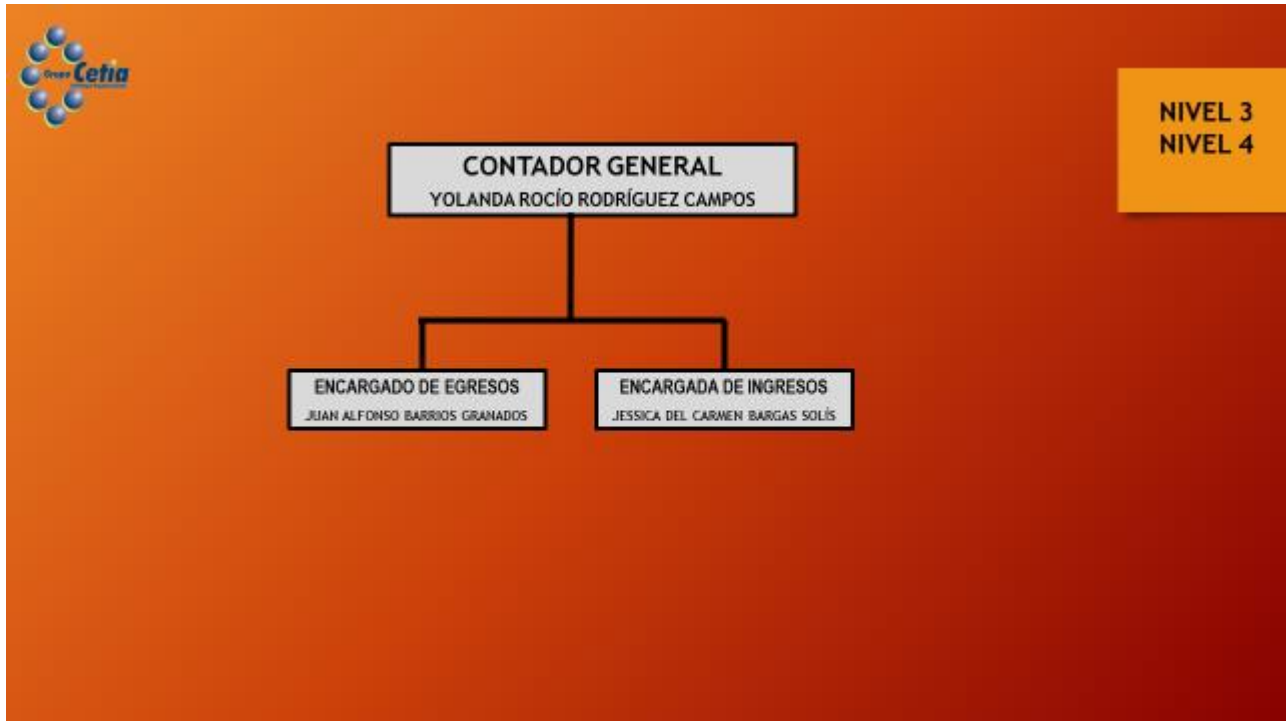 Grupo Cetia
NIVEL 3
NIVEL 4
CONTADOR GENERAL
YOLANDA ROCÍO RODRÍGUEZ CAMPOS
ENCARGADO DE EGRESOS
JUAN ALFONSO BARRIOS GRANADOS
ENCARGADA DE INGRESOS
JESSICA DEL CARMEN BARGAS SOLÍS